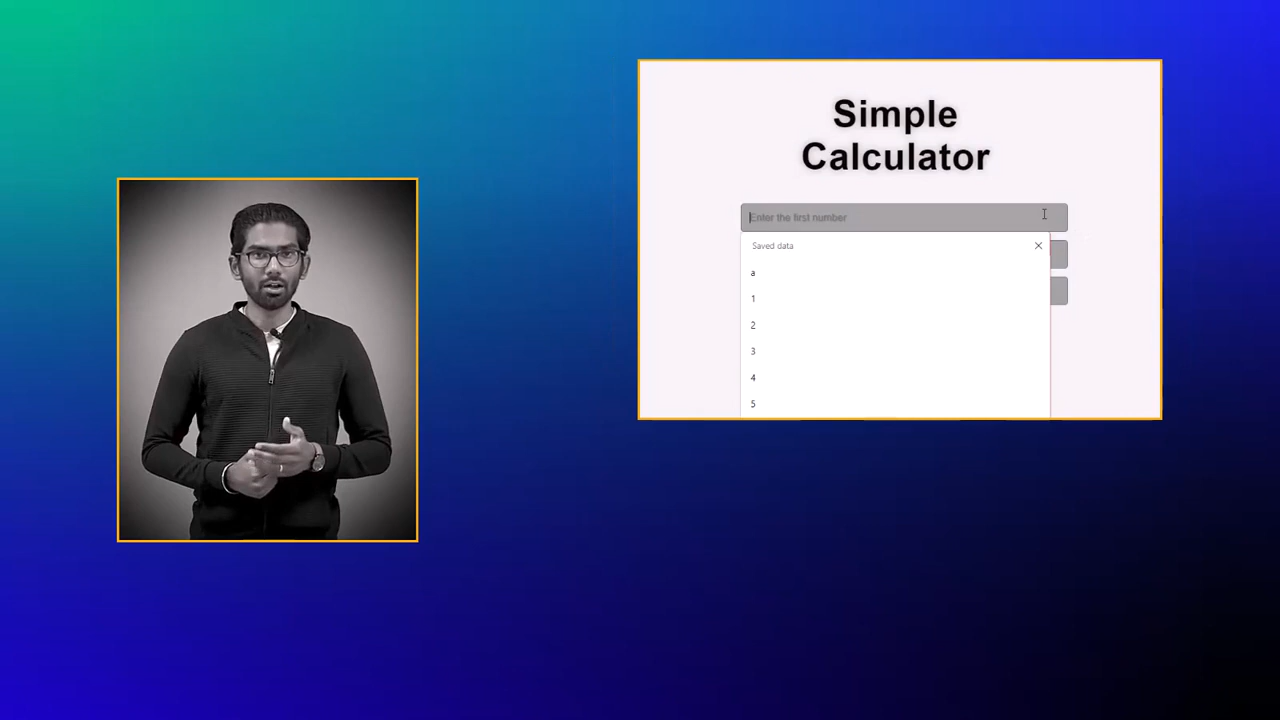 Simple
Calculator
Enter the first number
Saved data
a
1
2
3
4
5